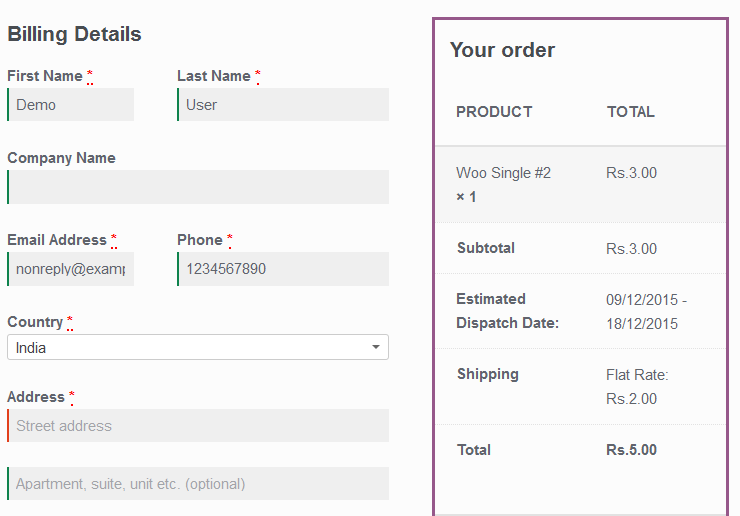 Billing Details
First Name *
Last Name *
Demo
User
Company Name
Email Address *
Phone *
nonreply@examp
1234567890
Country *
India
Address *
Street address
Apartment, suite, unit etc. (optional)
Your order
PRODUCT TOTAL
Woo Single #2 Rs.3.00
× 1
Subtotal Rs.3.00
Estimated 09/12/2015 -
Dispatch Date: 18/12/2015
Shipping Flat Rate:
Rs.2.00
Total Rs.5.00